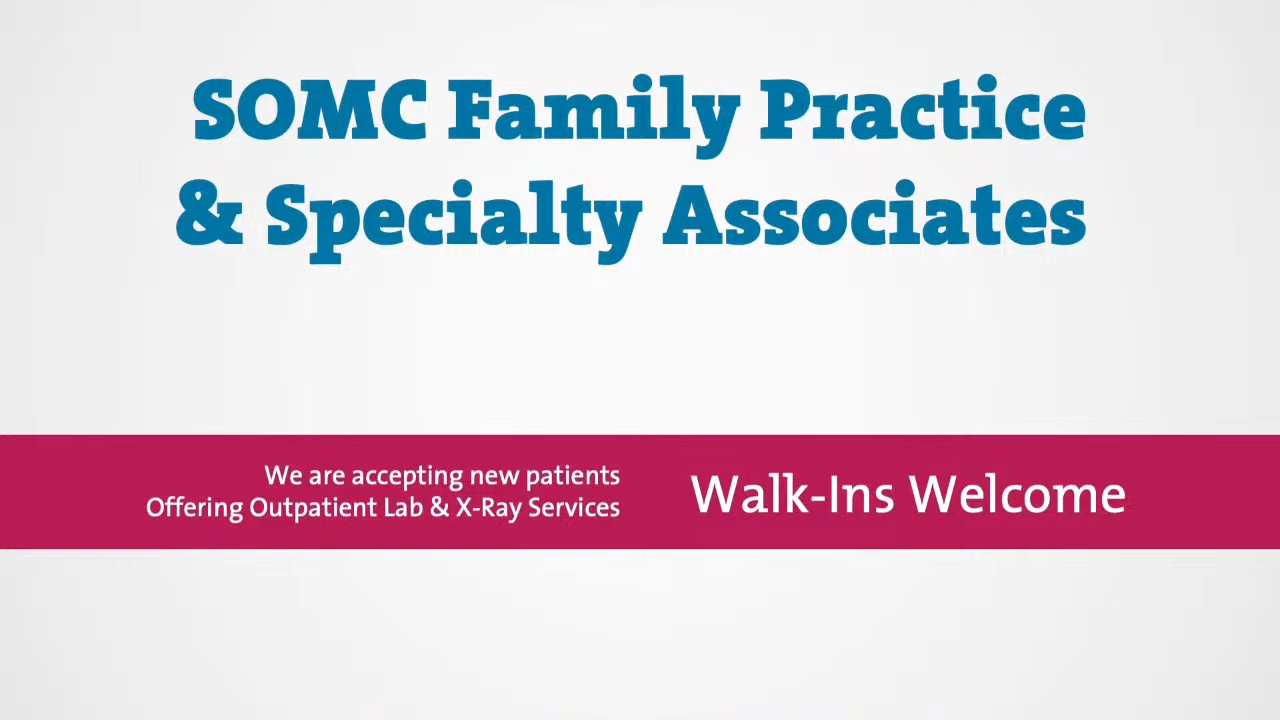 SOMC Family Practice
& Specialty Associates
We are accepting new patients
Offering Outpatient Lab & X-Ray Services
Walk-Ins Welcome